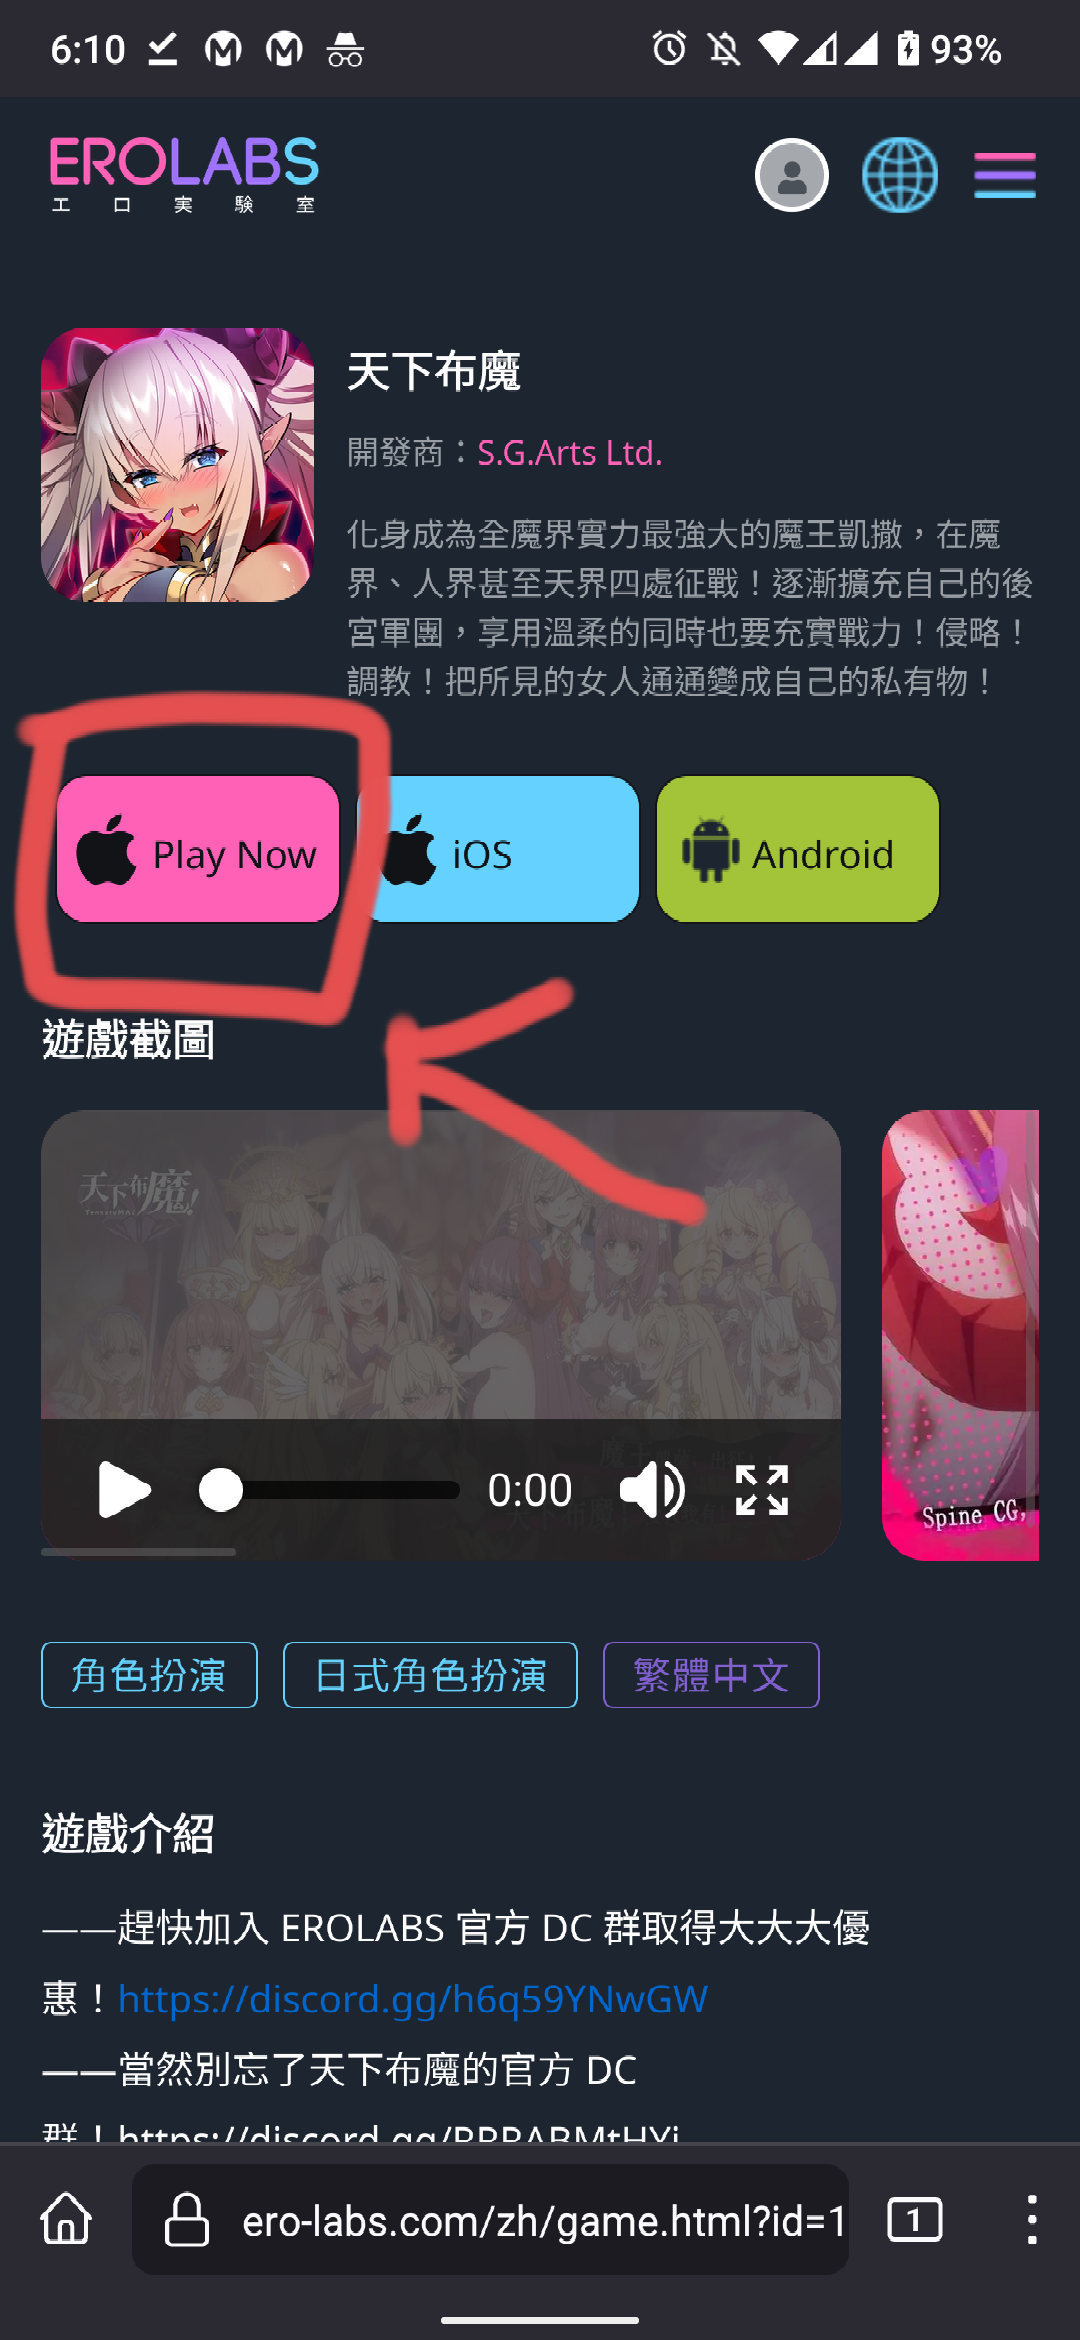 6:10
93%
EROLABS
エロ実験室
天下布魔
開發商：S.G.Arts Ltd.
化身成為全魔界實力最強大的魔王凱撒，在魔
界、人界甚至天界四處征戰！逐漸擴充自己的後
宮軍團，享用溫柔的同時也要充實戰力！侵略！
調教！把所見的女人通通變成自己的私有物！
Play Now
iOS
Android
遊戲截圖
天下布魔!
0:00
Spine CG,
角色扮演
日式角色扮演
繁體中文
遊戲介紹
——趕快加入 EROLABS 官方 DC 群取得大大大優
惠！https://discord.gg/h6q59YNwGW
——當然別忘了天下布魔的官方 DC
群！
ero-labs.com/zh/game.html?id=1
1